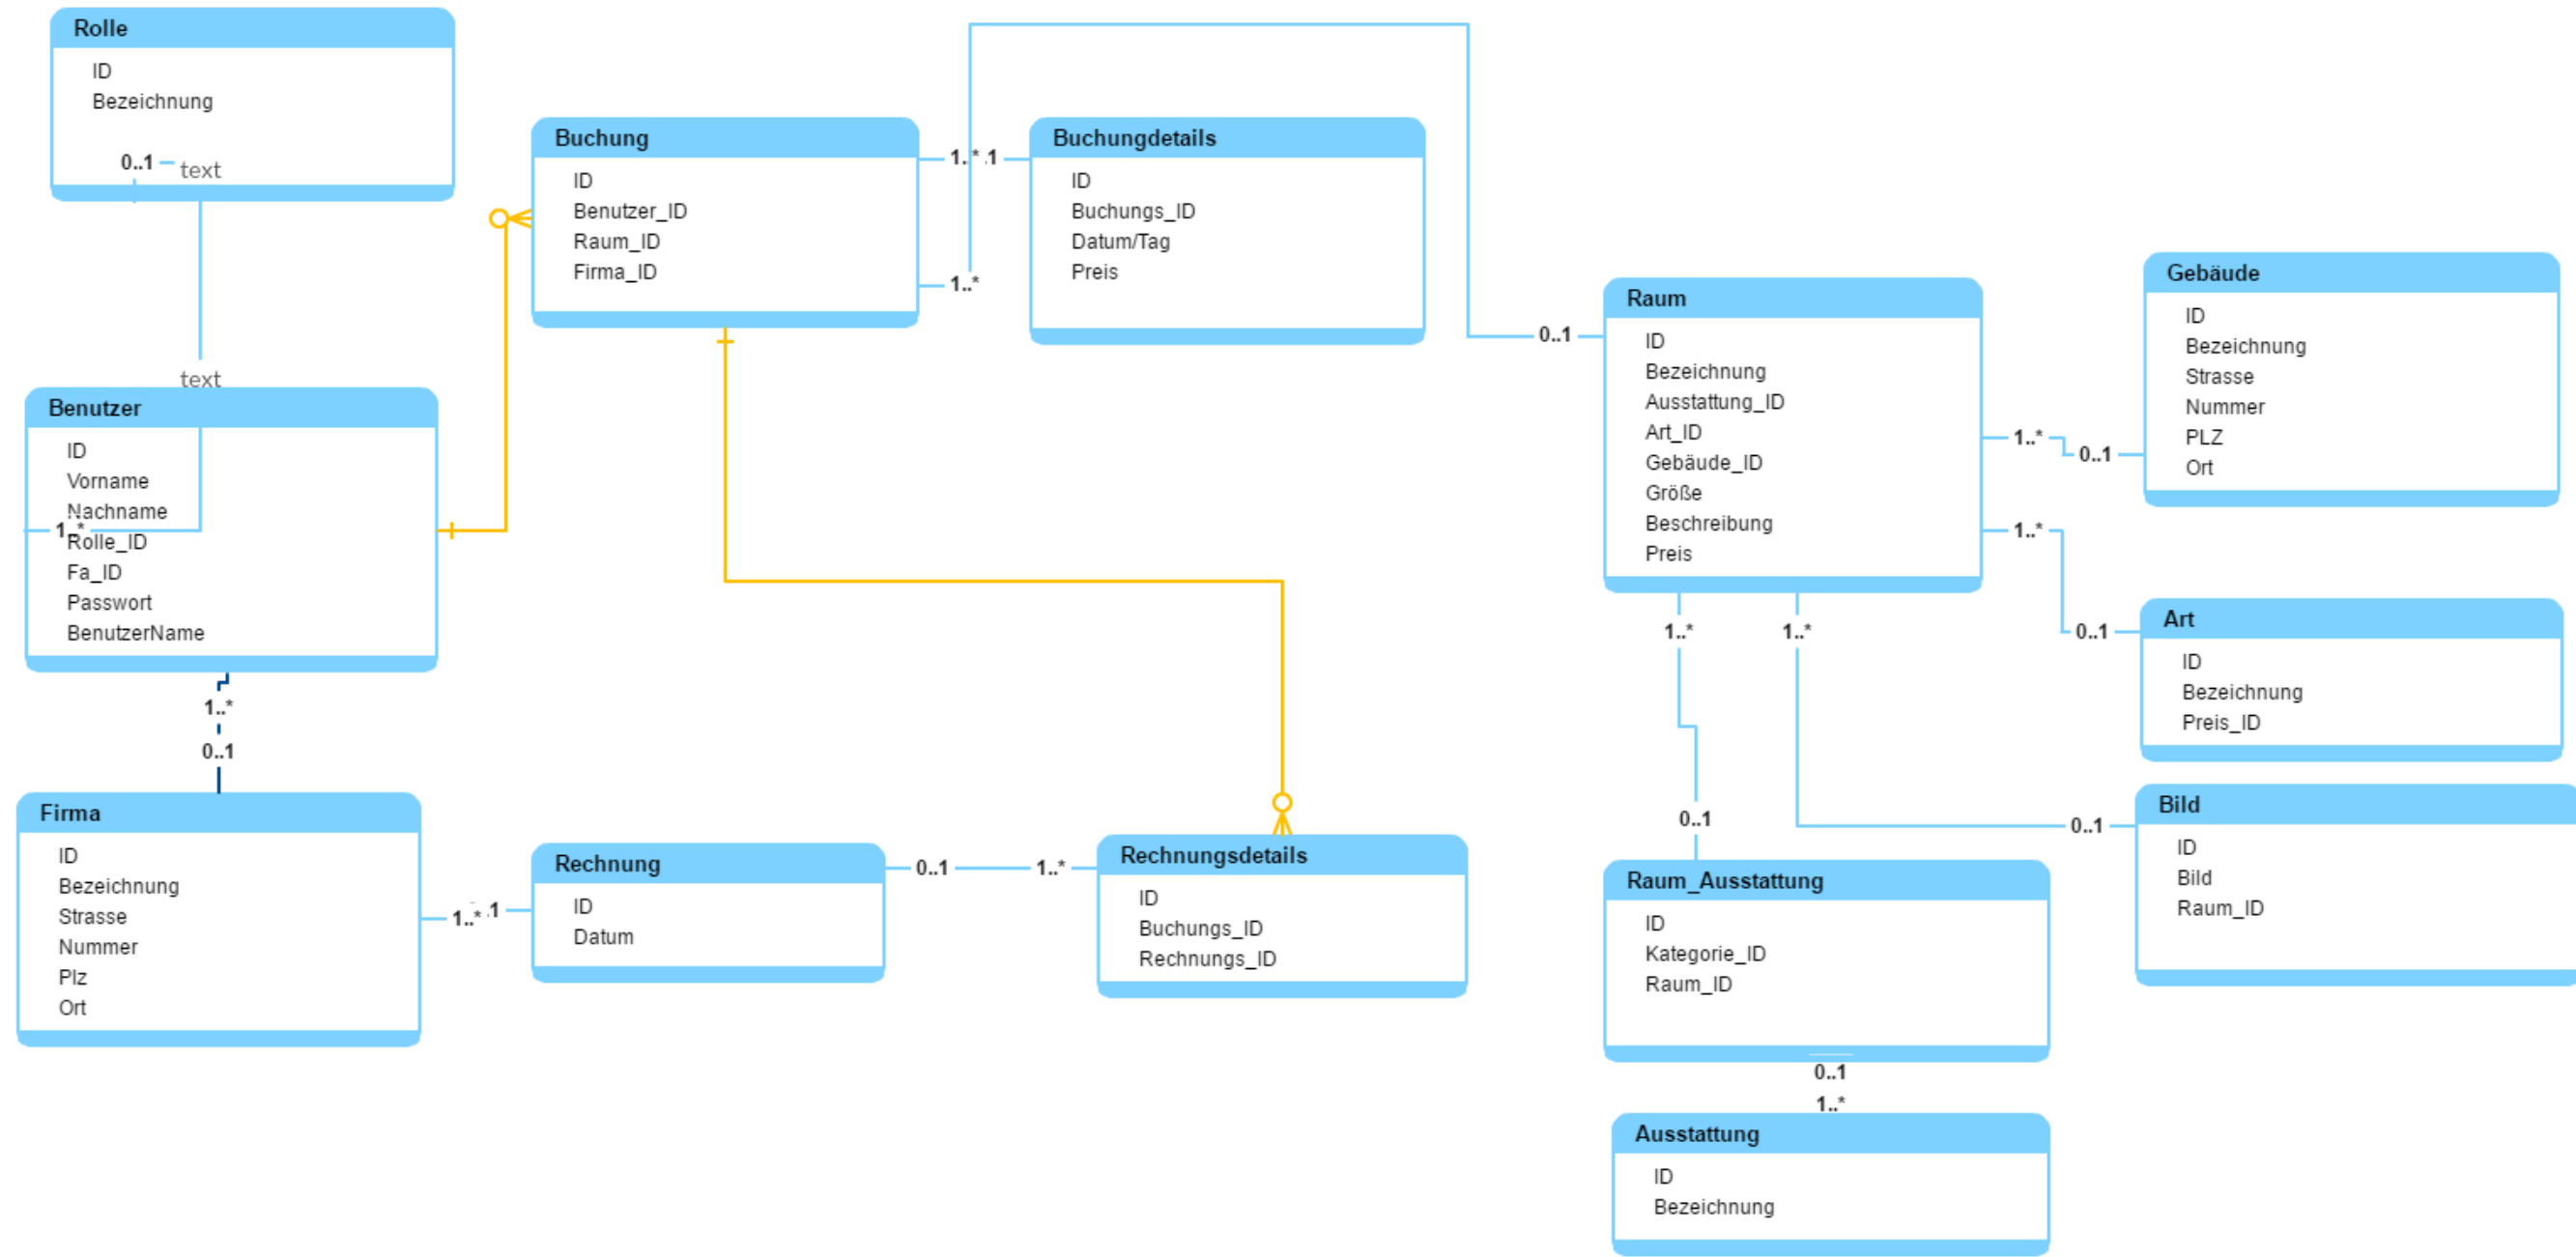 Rolle
ID
Bezeichnung
0..1
text
text
Benutzer
ID
Vorname
Nachname
1..*
Rolle_ID
Fa_ID
Passwort
BenutzerName
1..*
0..1
Firma
ID
Bezeichnung
Strasse
Nummer
Plz
Ort
1..* .1
Buchung
ID
Benutzer_ID
Raum_ID
Firma_ID
1..* .1
1..*
Buchungdetails
ID
Buchungs_ID
Datum/Tag
Preis
Rechnung
ID
Datum
0..1
1..*
Rechnungsdetails
ID
Buchungs_ID
Rechnungs_ID
0..1
Raum
ID
Bezeichnung
Ausstattung_ID
Art_ID
Gebäude_ID
Größe
Beschreibung
Preis
1..*
0..1
1..*
0..1
1..*
1..*
0..1
0..1
Gebäude
ID
Bezeichnung
Strasse
Nummer
PLZ
Ort
Art
ID
Bezeichnung
Preis_ID
Bild
ID
Bild
Raum_ID
Raum_Ausstattung
ID
Kategorie_ID
Raum_ID
0..1
1..*
Ausstattung
ID
Bezeichnung